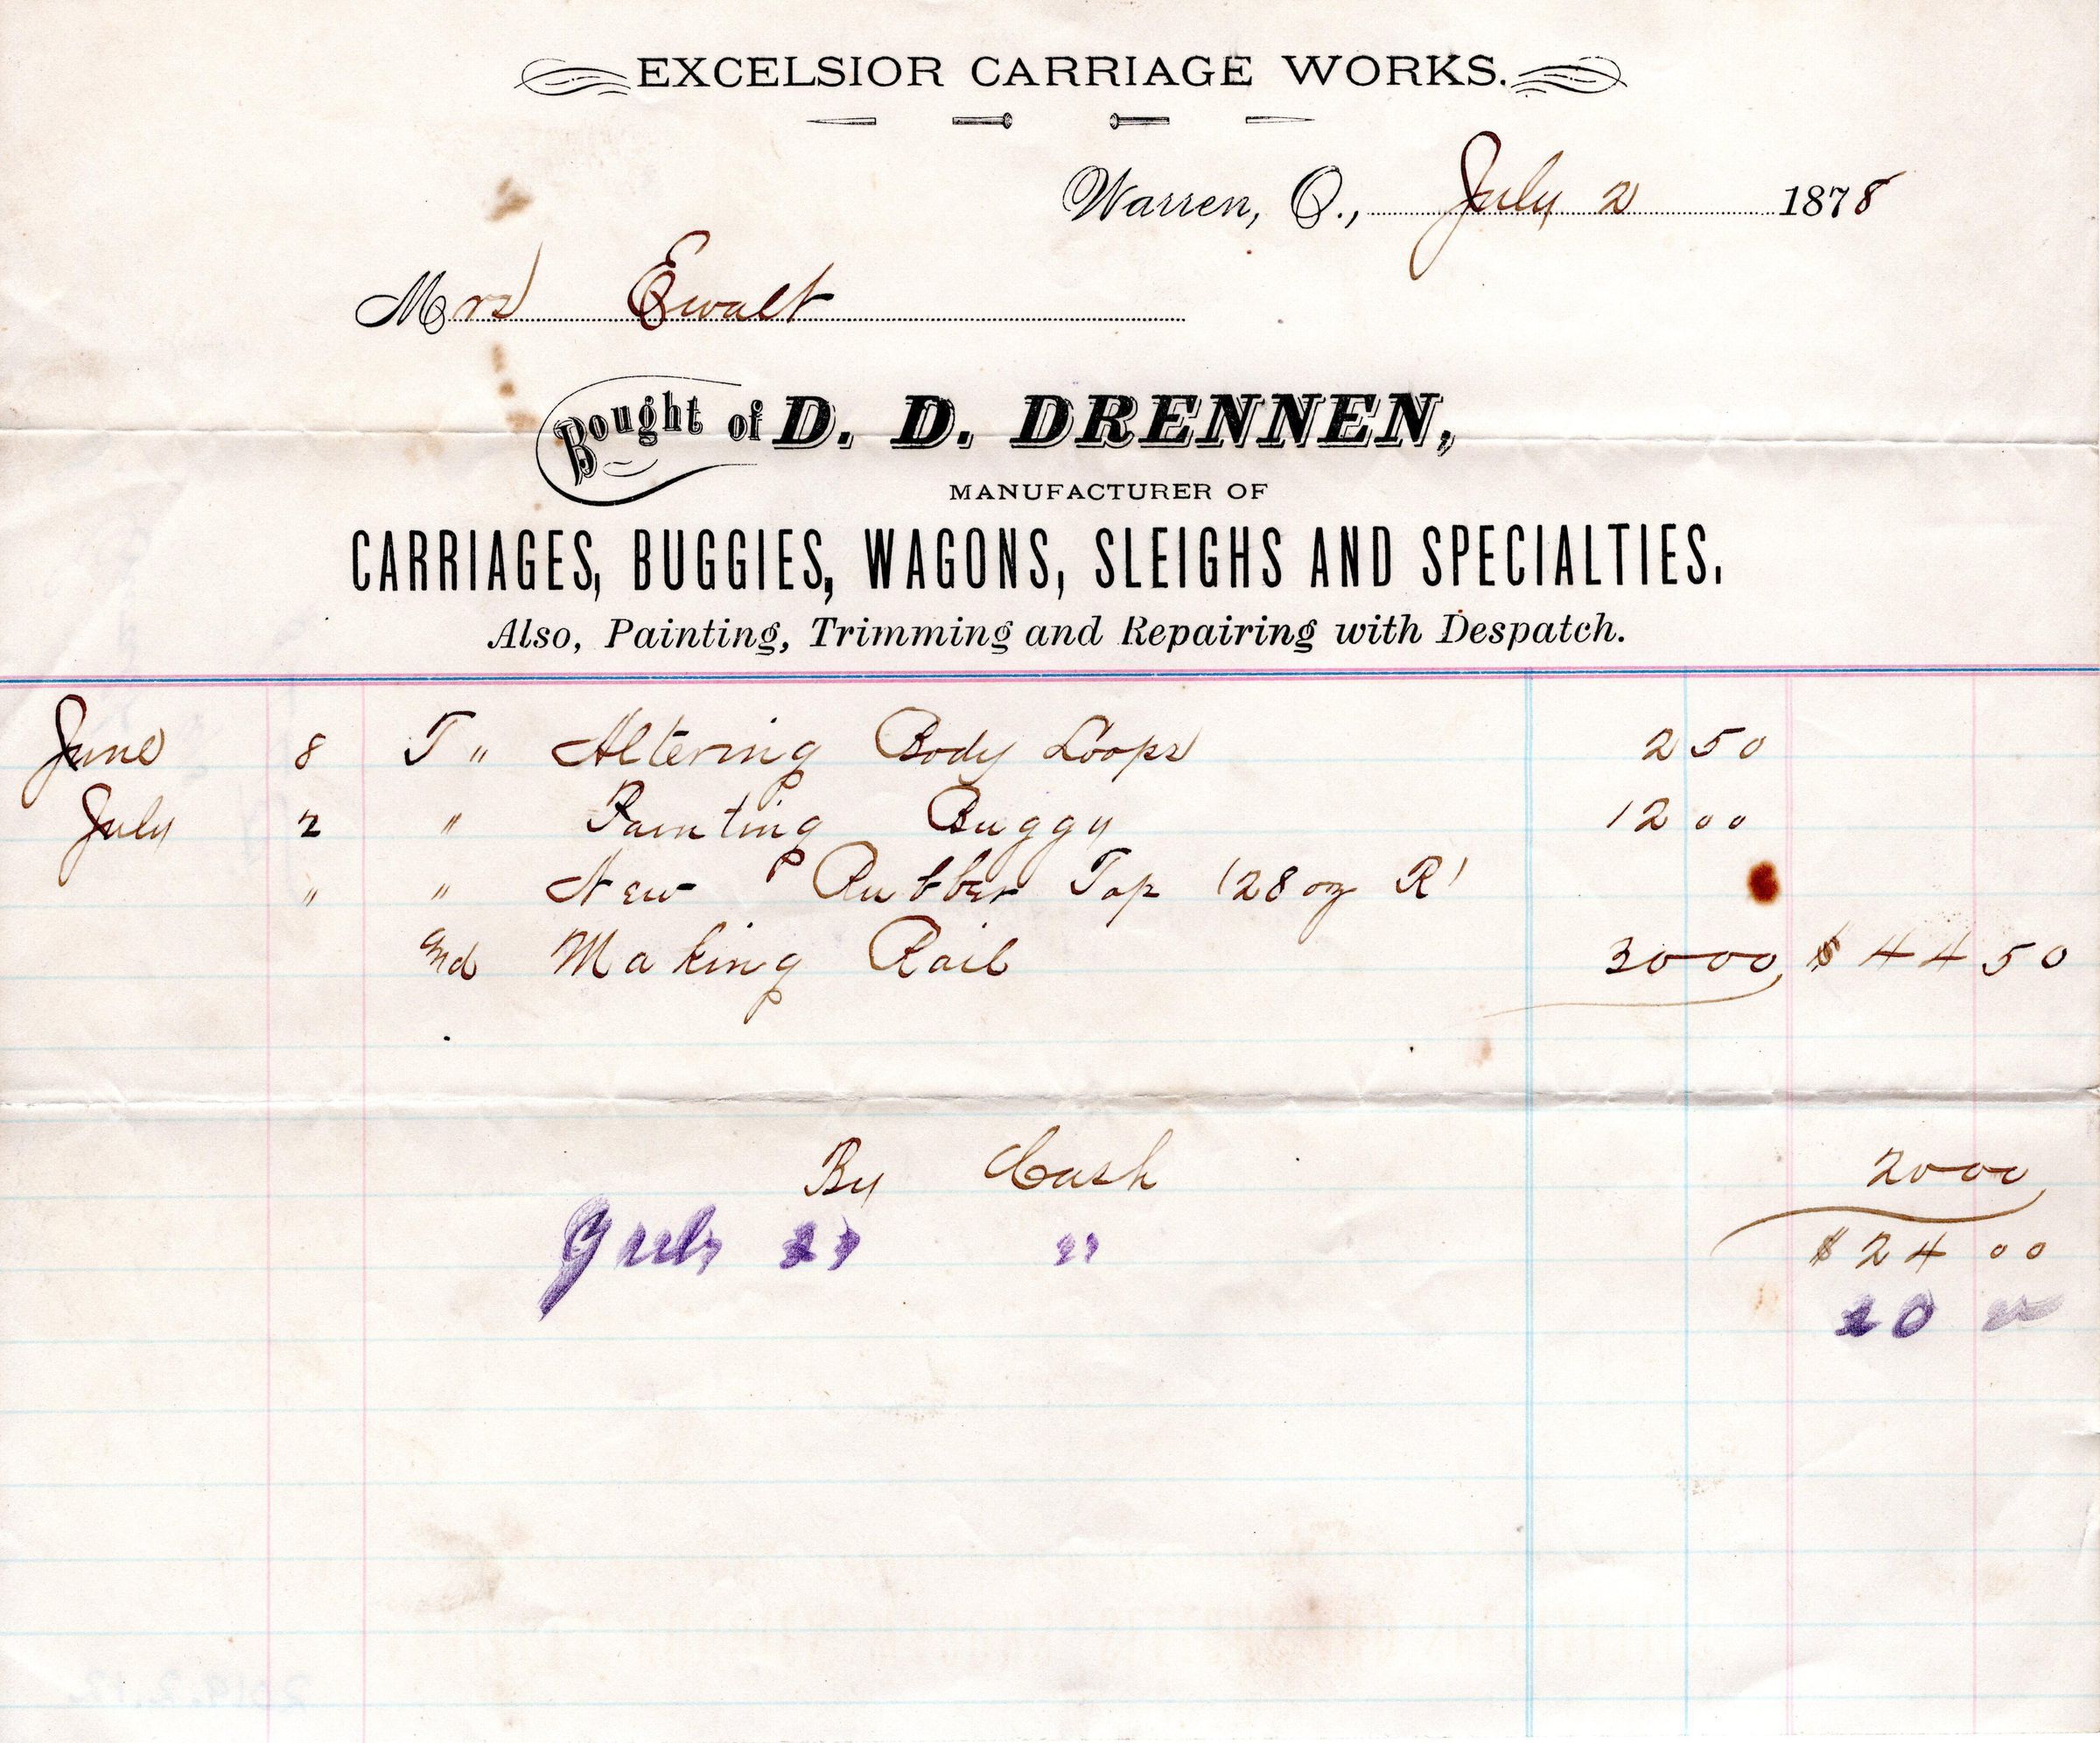 EXCELSIOR CARRIAGE WORKS.
Warren, O., July 2 1878
Mrs Ewalt
Bought of D. D. DRENNEN,
MANUFACTURER OF
CARRIAGES, BUGGIES, WAGONS, SLEIGHS AND SPECIALTIES.
Also, Painting, Trimming and Repairing with Despatch.
June 8 T " Altering Body Loops 2 50
July 2 " Painting Buggy 12 00
" " New Rubber Top (28 oz R)
and Making Rail 30 00 $ 44 50
By Cash 20 00
$ 24 00
" "
20
2019.2.12